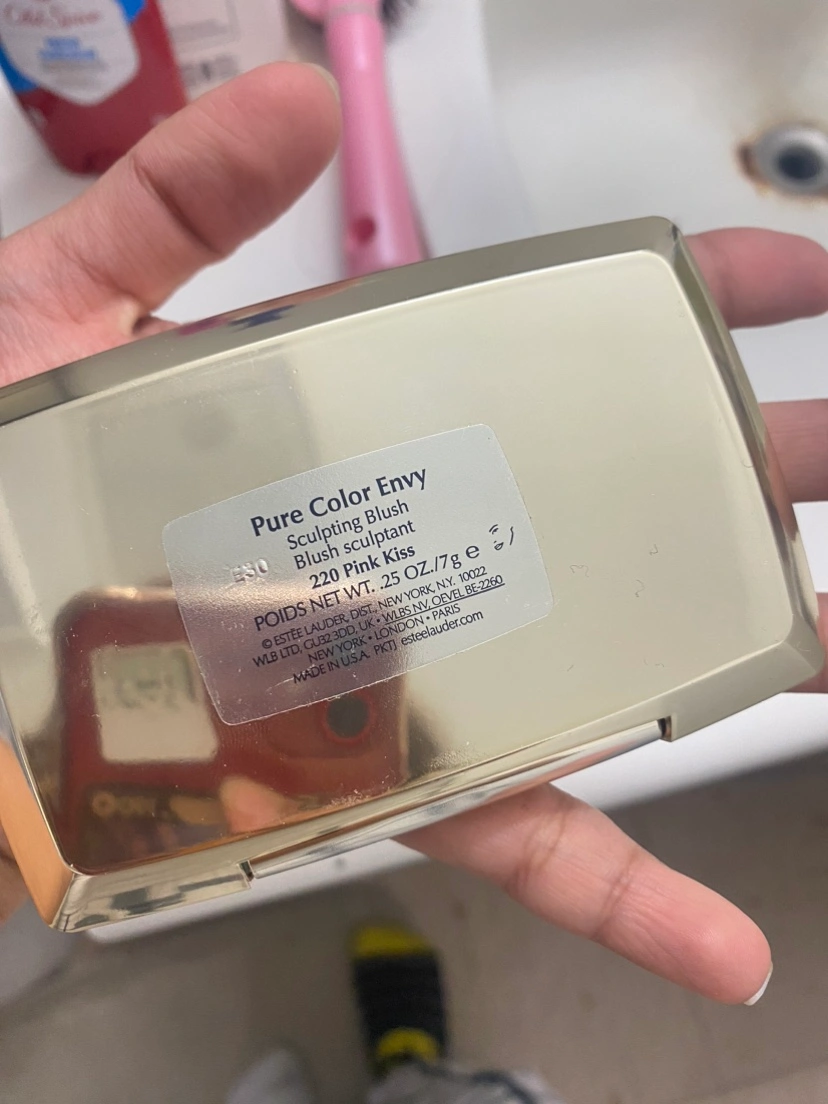 Old Spice
Pure Color Envy
Sculpting Blush
Blush sculptant
220 Pink Kiss
POIDS NET WT. .25 OZ./7g e
© ESTÉE LAUDER, DIST., NEW YORK, N.Y. 10022
WLB LTD, GU32 3DD, UK • WLBS NV, OEVEL BE-2260
NEW YORK • LONDON • PARIS
MADE IN U.S.A. PKTJ esteelauder.com